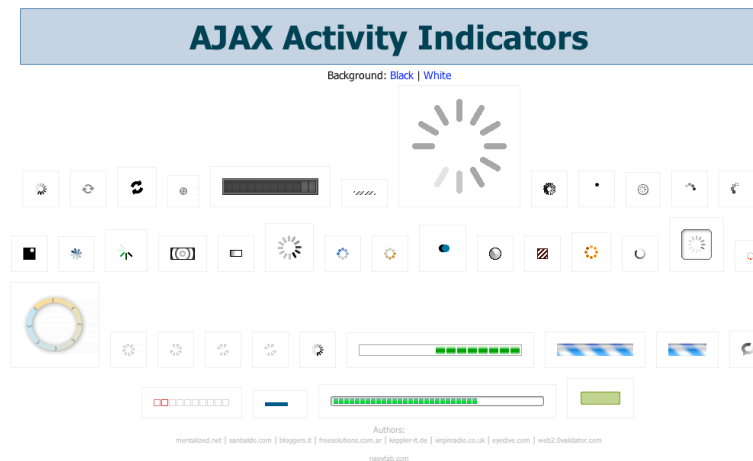 AJAX Activity Indicators
Background: Black | White
Authors:
mentalized.net | sanbaldo.com | bloggers.it | freesolutions.com.ar | keppler-it.de | virginradio.co.uk | eyedive.com | web2.0validator.com
napyfab.com